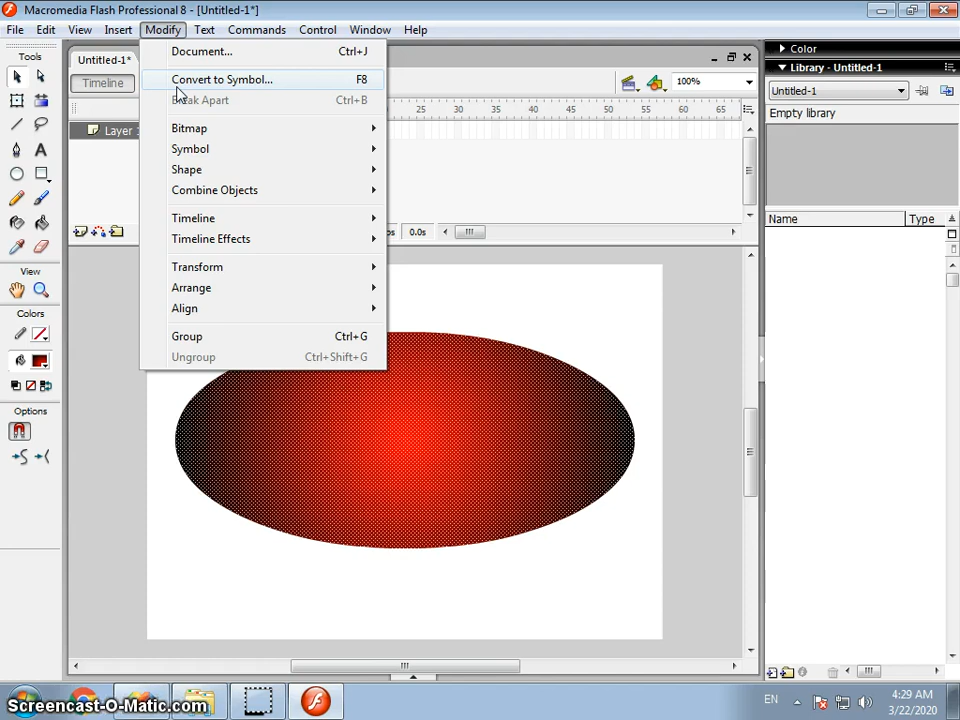 Macromedia Flash Professional 8 - [Untitled-1*]
File Edit View Insert Modify Text Commands Control Window Help
Tools
Untitled-1*
Color
Document... Ctrl+J
Library - Untitled-1
Timeline
Convert to Symbol... F8
100%
Untitled-1
Break Apart Ctrl+B
25 30 35 40 45 50 55 60 65
Empty library
Layer 1
Bitmap
Symbol
Shape
Combine Objects
Timeline
Name Type
0.0s
Timeline Effects
Transform
View
Arrange
Align
Colors
Group Ctrl+G
Ungroup Ctrl+Shift+G
Options
EN
4:29 AM
3/22/2020
Screencast-O-Matic.com